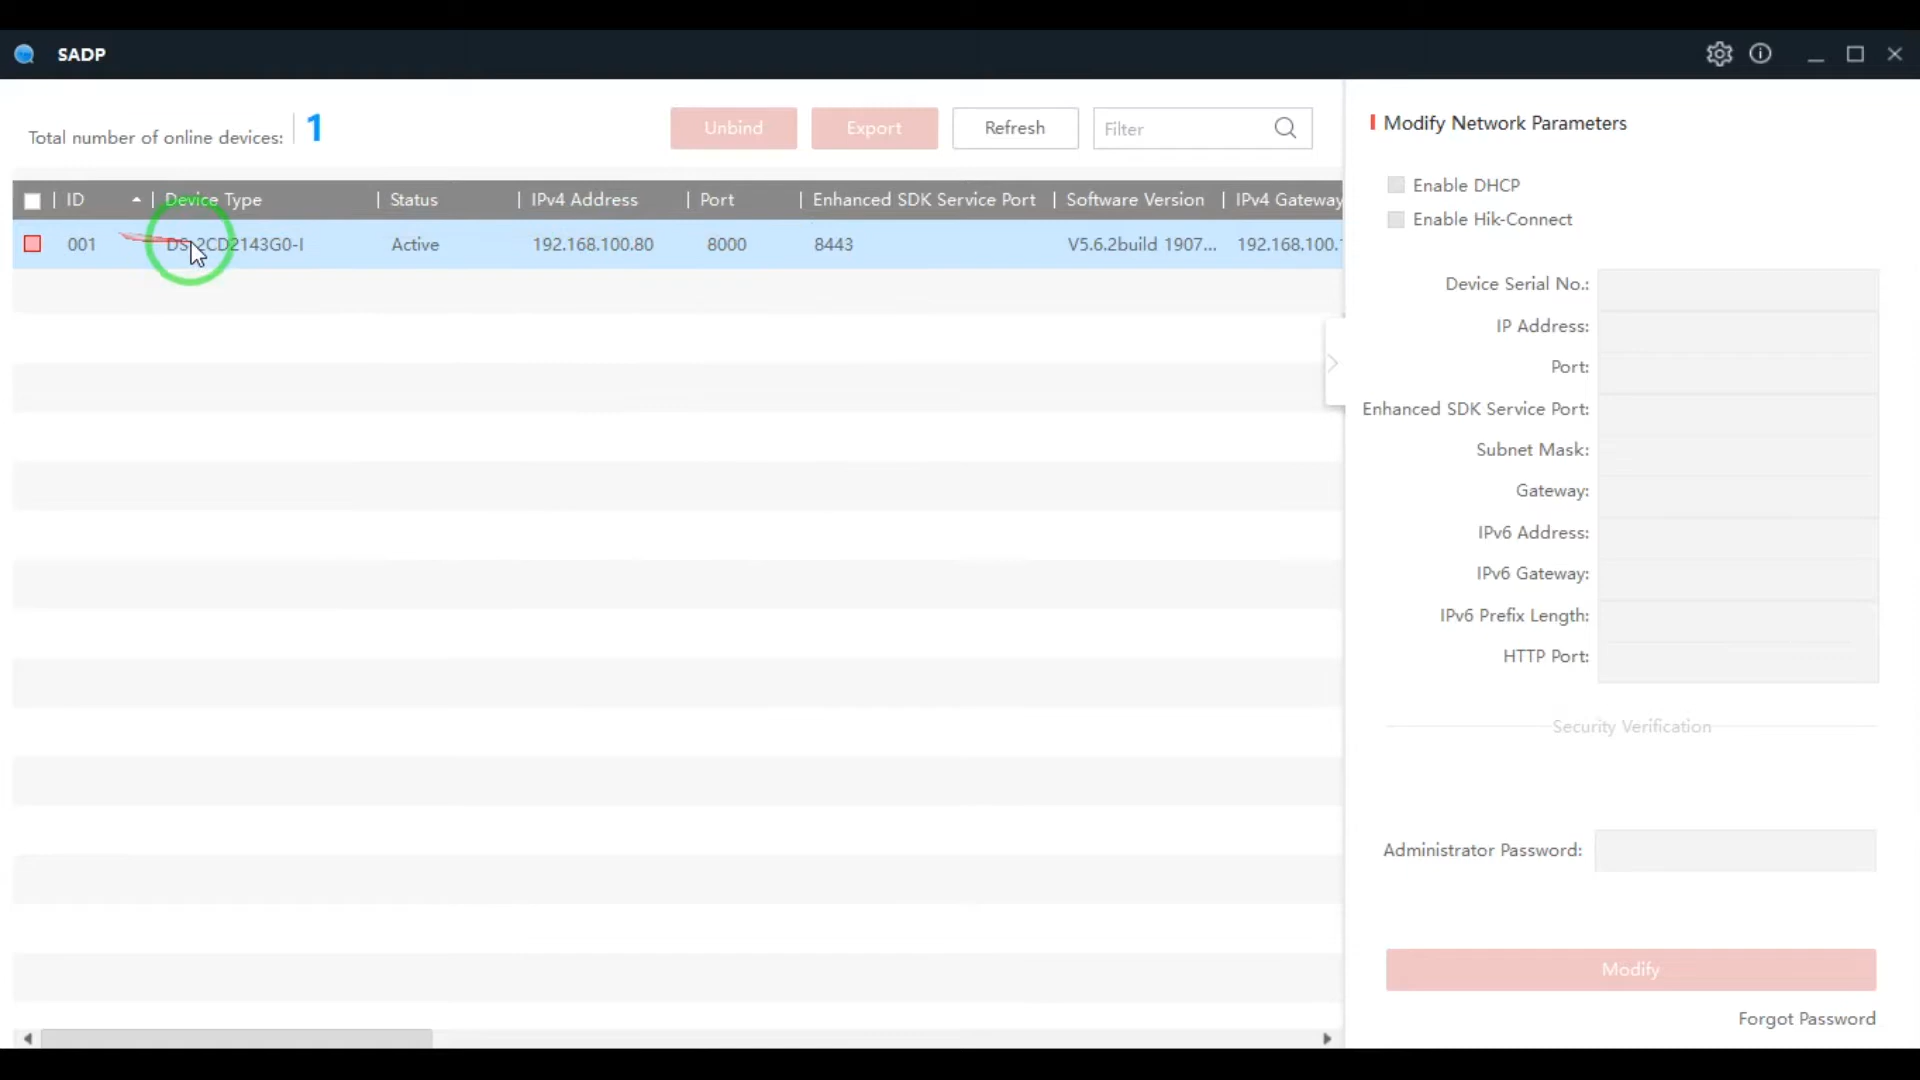 SADP
Total number of online devices: 1
Unbind
Export
Refresh
Filter
ID Device Type Status IPv4 Address Port Enhanced SDK Service Port Software Version IPv4 Gateway
001 DS-2CD2143G0-I Active 192.168.100.80 8000 8443 V5.6.2build 1907... 192.168.100.
Modify Network Parameters
Enable DHCP
Enable Hik-Connect
Device Serial No.:
IP Address:
Port:
Enhanced SDK Service Port:
Subnet Mask:
Gateway:
IPv6 Address:
IPv6 Gateway:
IPv6 Prefix Length:
HTTP Port:
Security Verification
Administrator Password:
Modify
Forgot Password